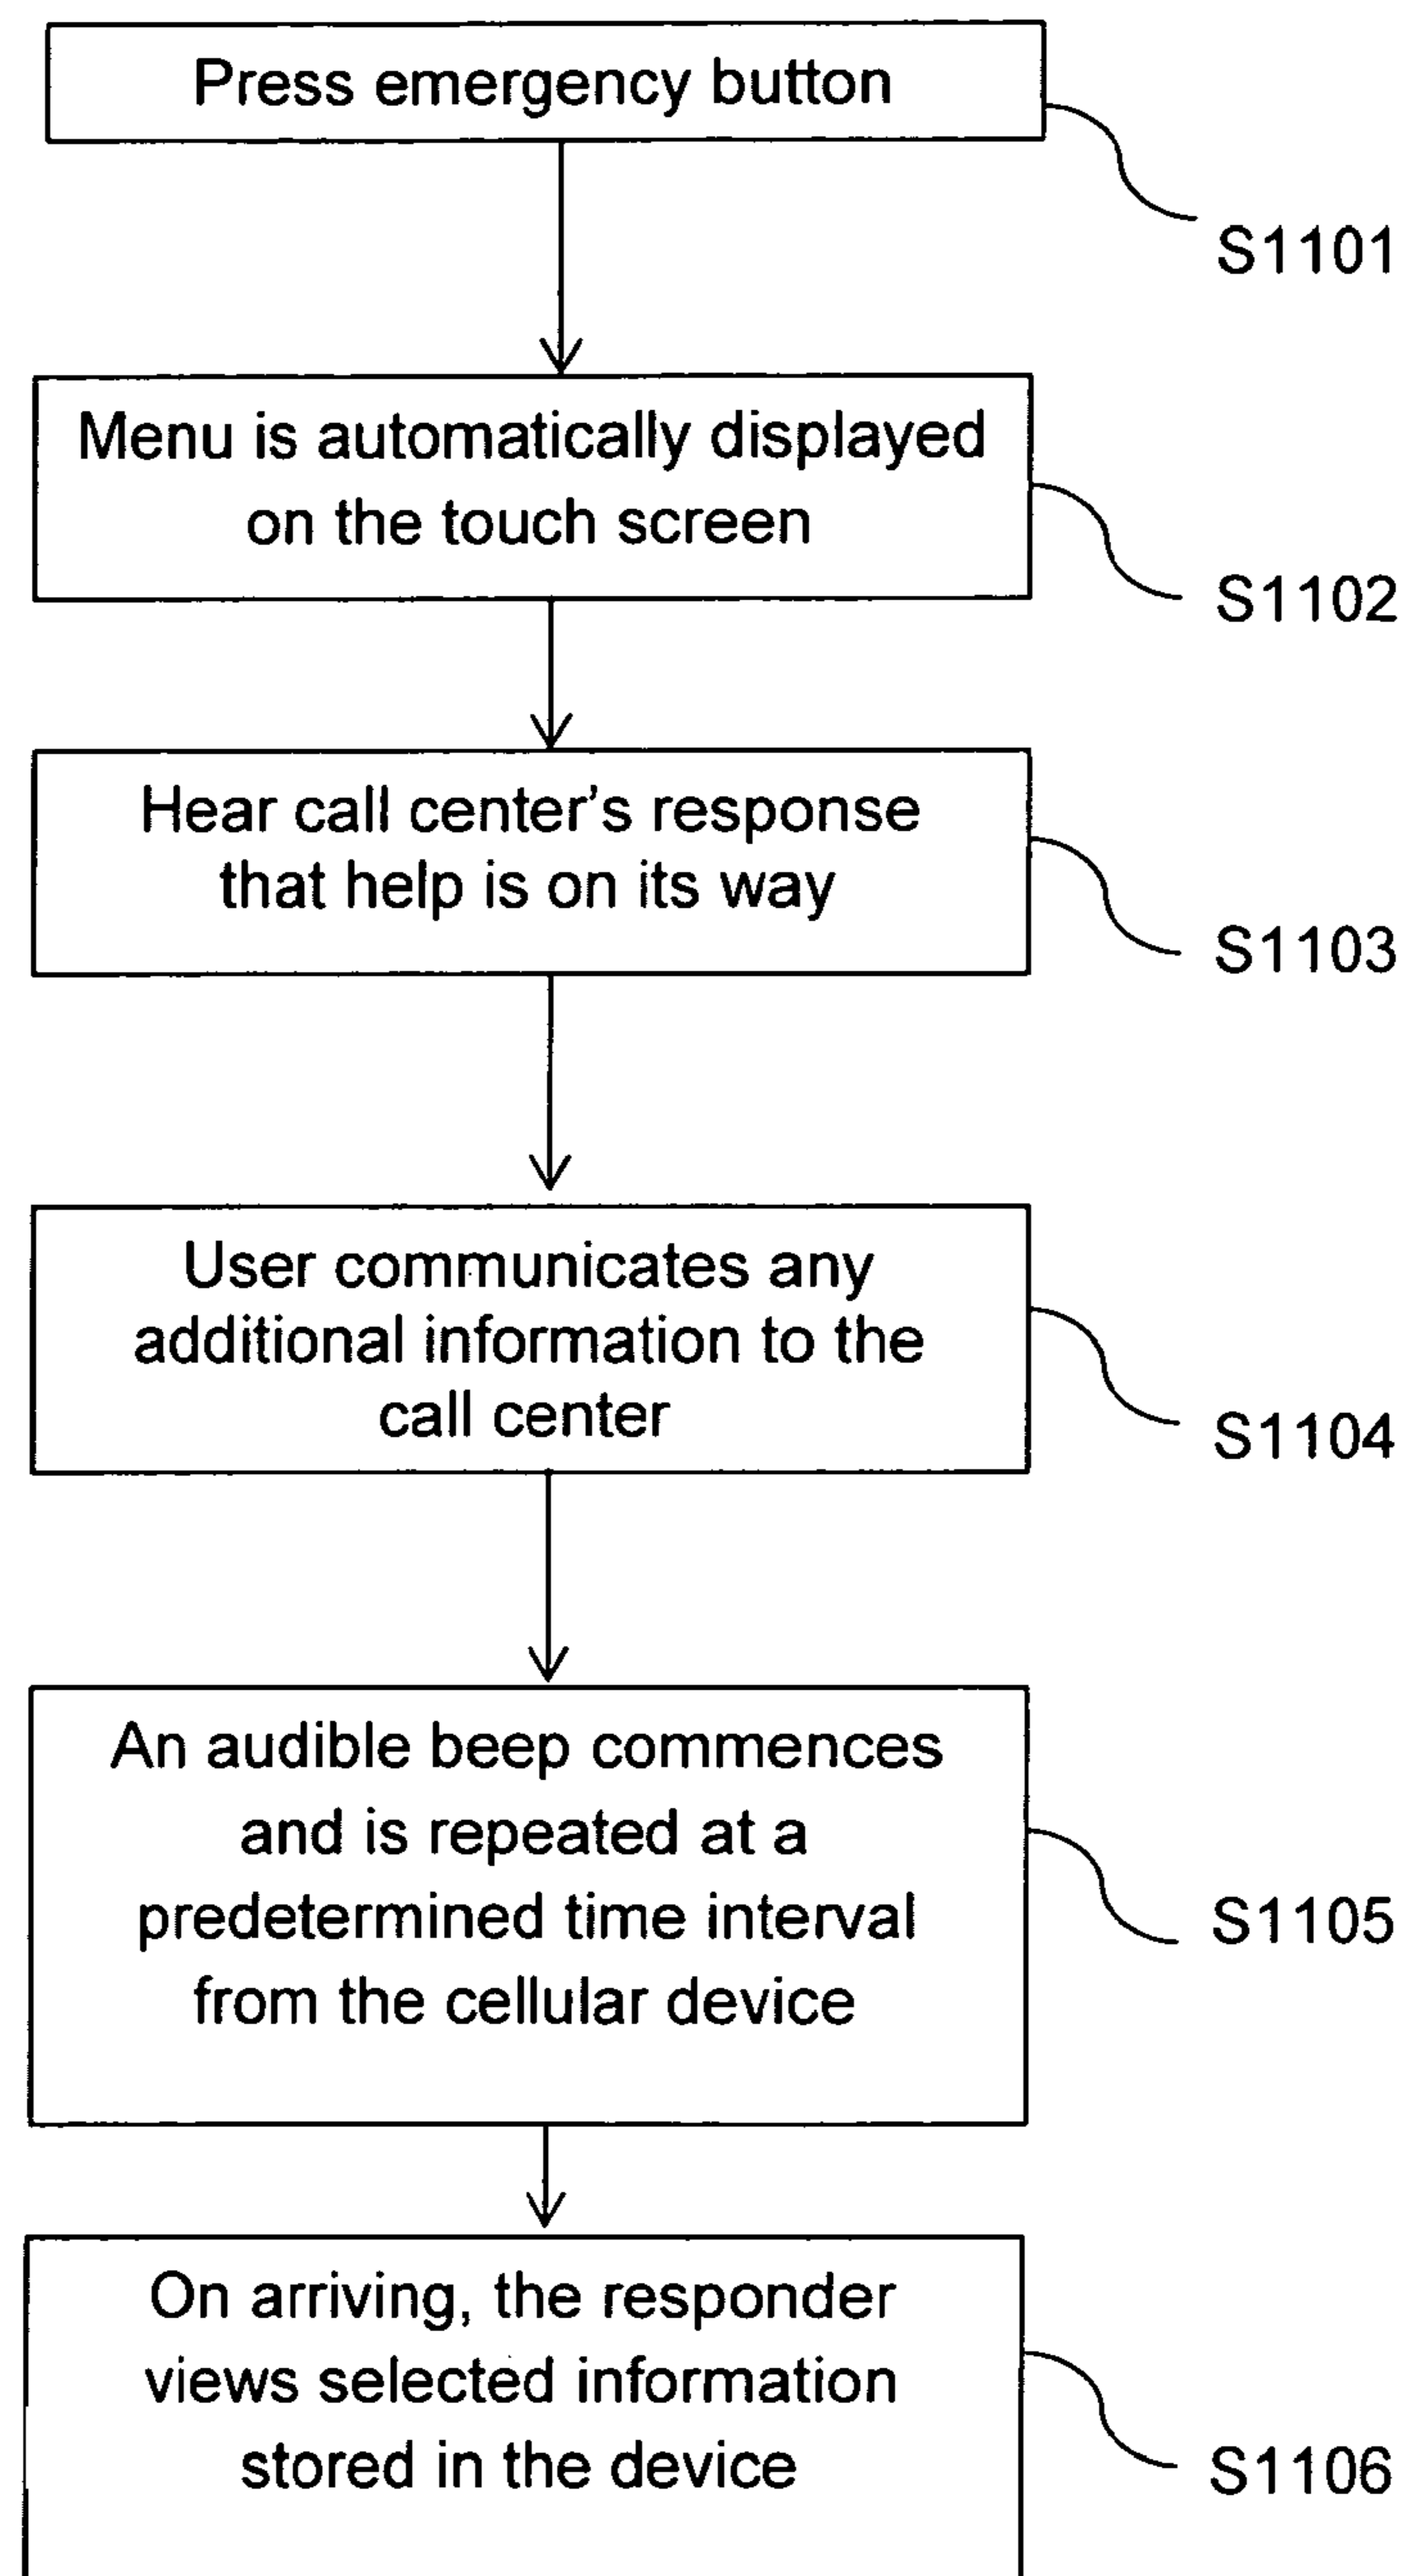 Press emergency button
S1101
Menu is automatically displayed
on the touch screen
S1102
Hear call center's response
that help is on its way
S1103
User communicates any
additional information to the
call center
S1104
An audible beep commences
and is repeated at a
predetermined time interval
from the cellular device
S1105
On arriving, the responder
views selected information
stored in the device
S1106